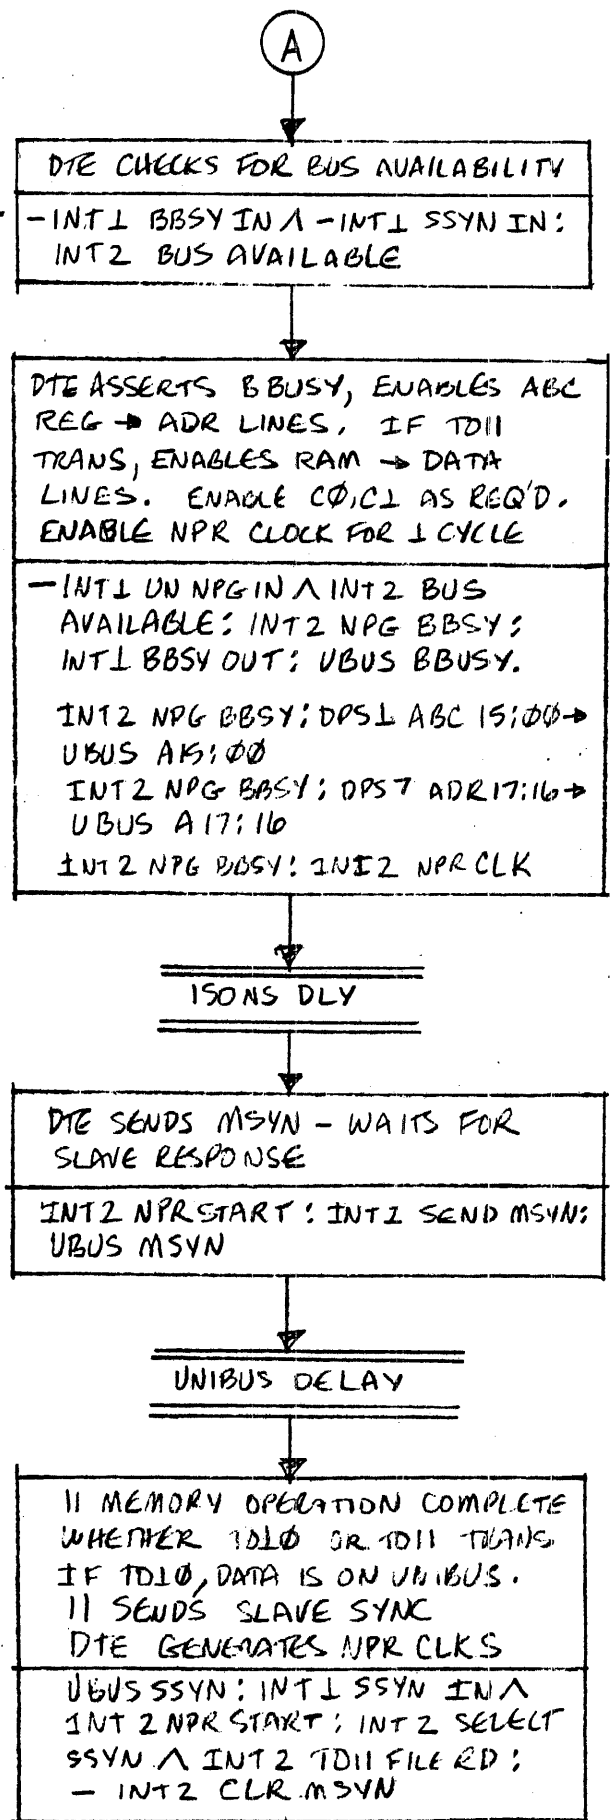 A
DTE CHECKS FOR BUS AVAILABILITY
-INT1 BBSY IN Λ -INT1 SSYN IN:
INT2 BUS AVAILABLE
DTE ASSERTS BBUSY, ENABLES ABC
REG → ADR LINES. IF TO11
TRANS, ENABLES RAM → DATA
LINES. ENABLE CØ,C1 AS REQ'D.
ENABLE NPR CLOCK FOR 1 CYCLE
-INT1 UN NPG IN Λ INT2 BUS
AVAILABLE: INT2 NPG BBSY:
INT1 BBSY OUT: UBUS BBUSY.
INT2 NPG BBSY: DPS1 ABC 15:ØØ→
UBUS A15:ØØ
INT2 NPG BBSY: DPS7 ADR17:16→
UBUS A17:16
INT2 NPG BBSY: INT2 NPR CLK
150NS DLY
DTE SENDS MSYN - WAITS FOR
SLAVE RESPONSE
INT2 NPR START: INT2 SEND MSYN:
UBUS MSYN
UNIBUS DELAY
11 MEMORY OPERATION COMPLETE
WHETHER TO1Ø OR TO11 TRANS.
IF TO1Ø, DATA IS ON UNIBUS.
11 SENDS SLAVE SYNC
DTE GENERATES NPR CLKS
UBUS SSYN: INT1 SSYN IN Λ
INT2 NPR START: INT2 SELECT
SSYN Λ INT2 TO11 FILE RD:
- INT2 CLR MSYN